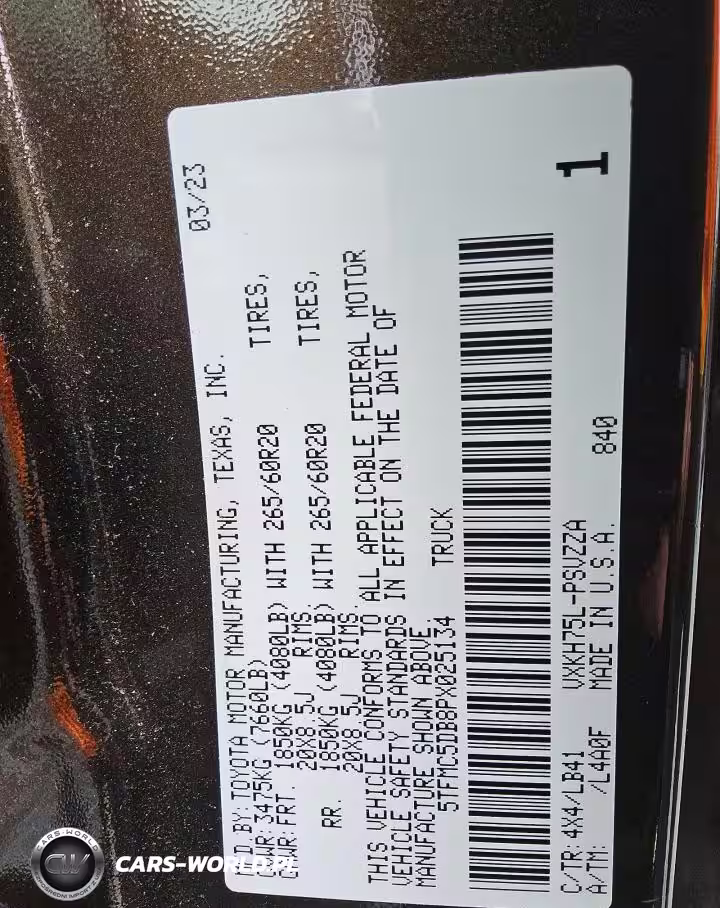 D BY: TOYOTA MOTOR MANUFACTURING, TEXAS, INC. 03/23
3475KG (7660LB)
FRT. 1850KG (4080LB) WITH 265/60R20 TIRES,
20X8.5J RIMS
RR. 1850KG (4080LB) WITH 265/60R20 TIRES,
20X8.5J RIMS.
THIS VEHICLE CONFORMS TO ALL APPLICABLE FEDERAL MOTOR
VEHICLE SAFETY STANDARDS IN EFFECT ON THE DATE OF
MANUFACTURE SHOWN ABOVE.
5TFMC5DB8PX025134 TRUCK
C/TR: 4X4/LB41 VXKH75L-PSVZZA
A/TM: /L4A0F MADE IN U.S.A. 840 1
CARS-WORLD.PL
CARS-WORLD